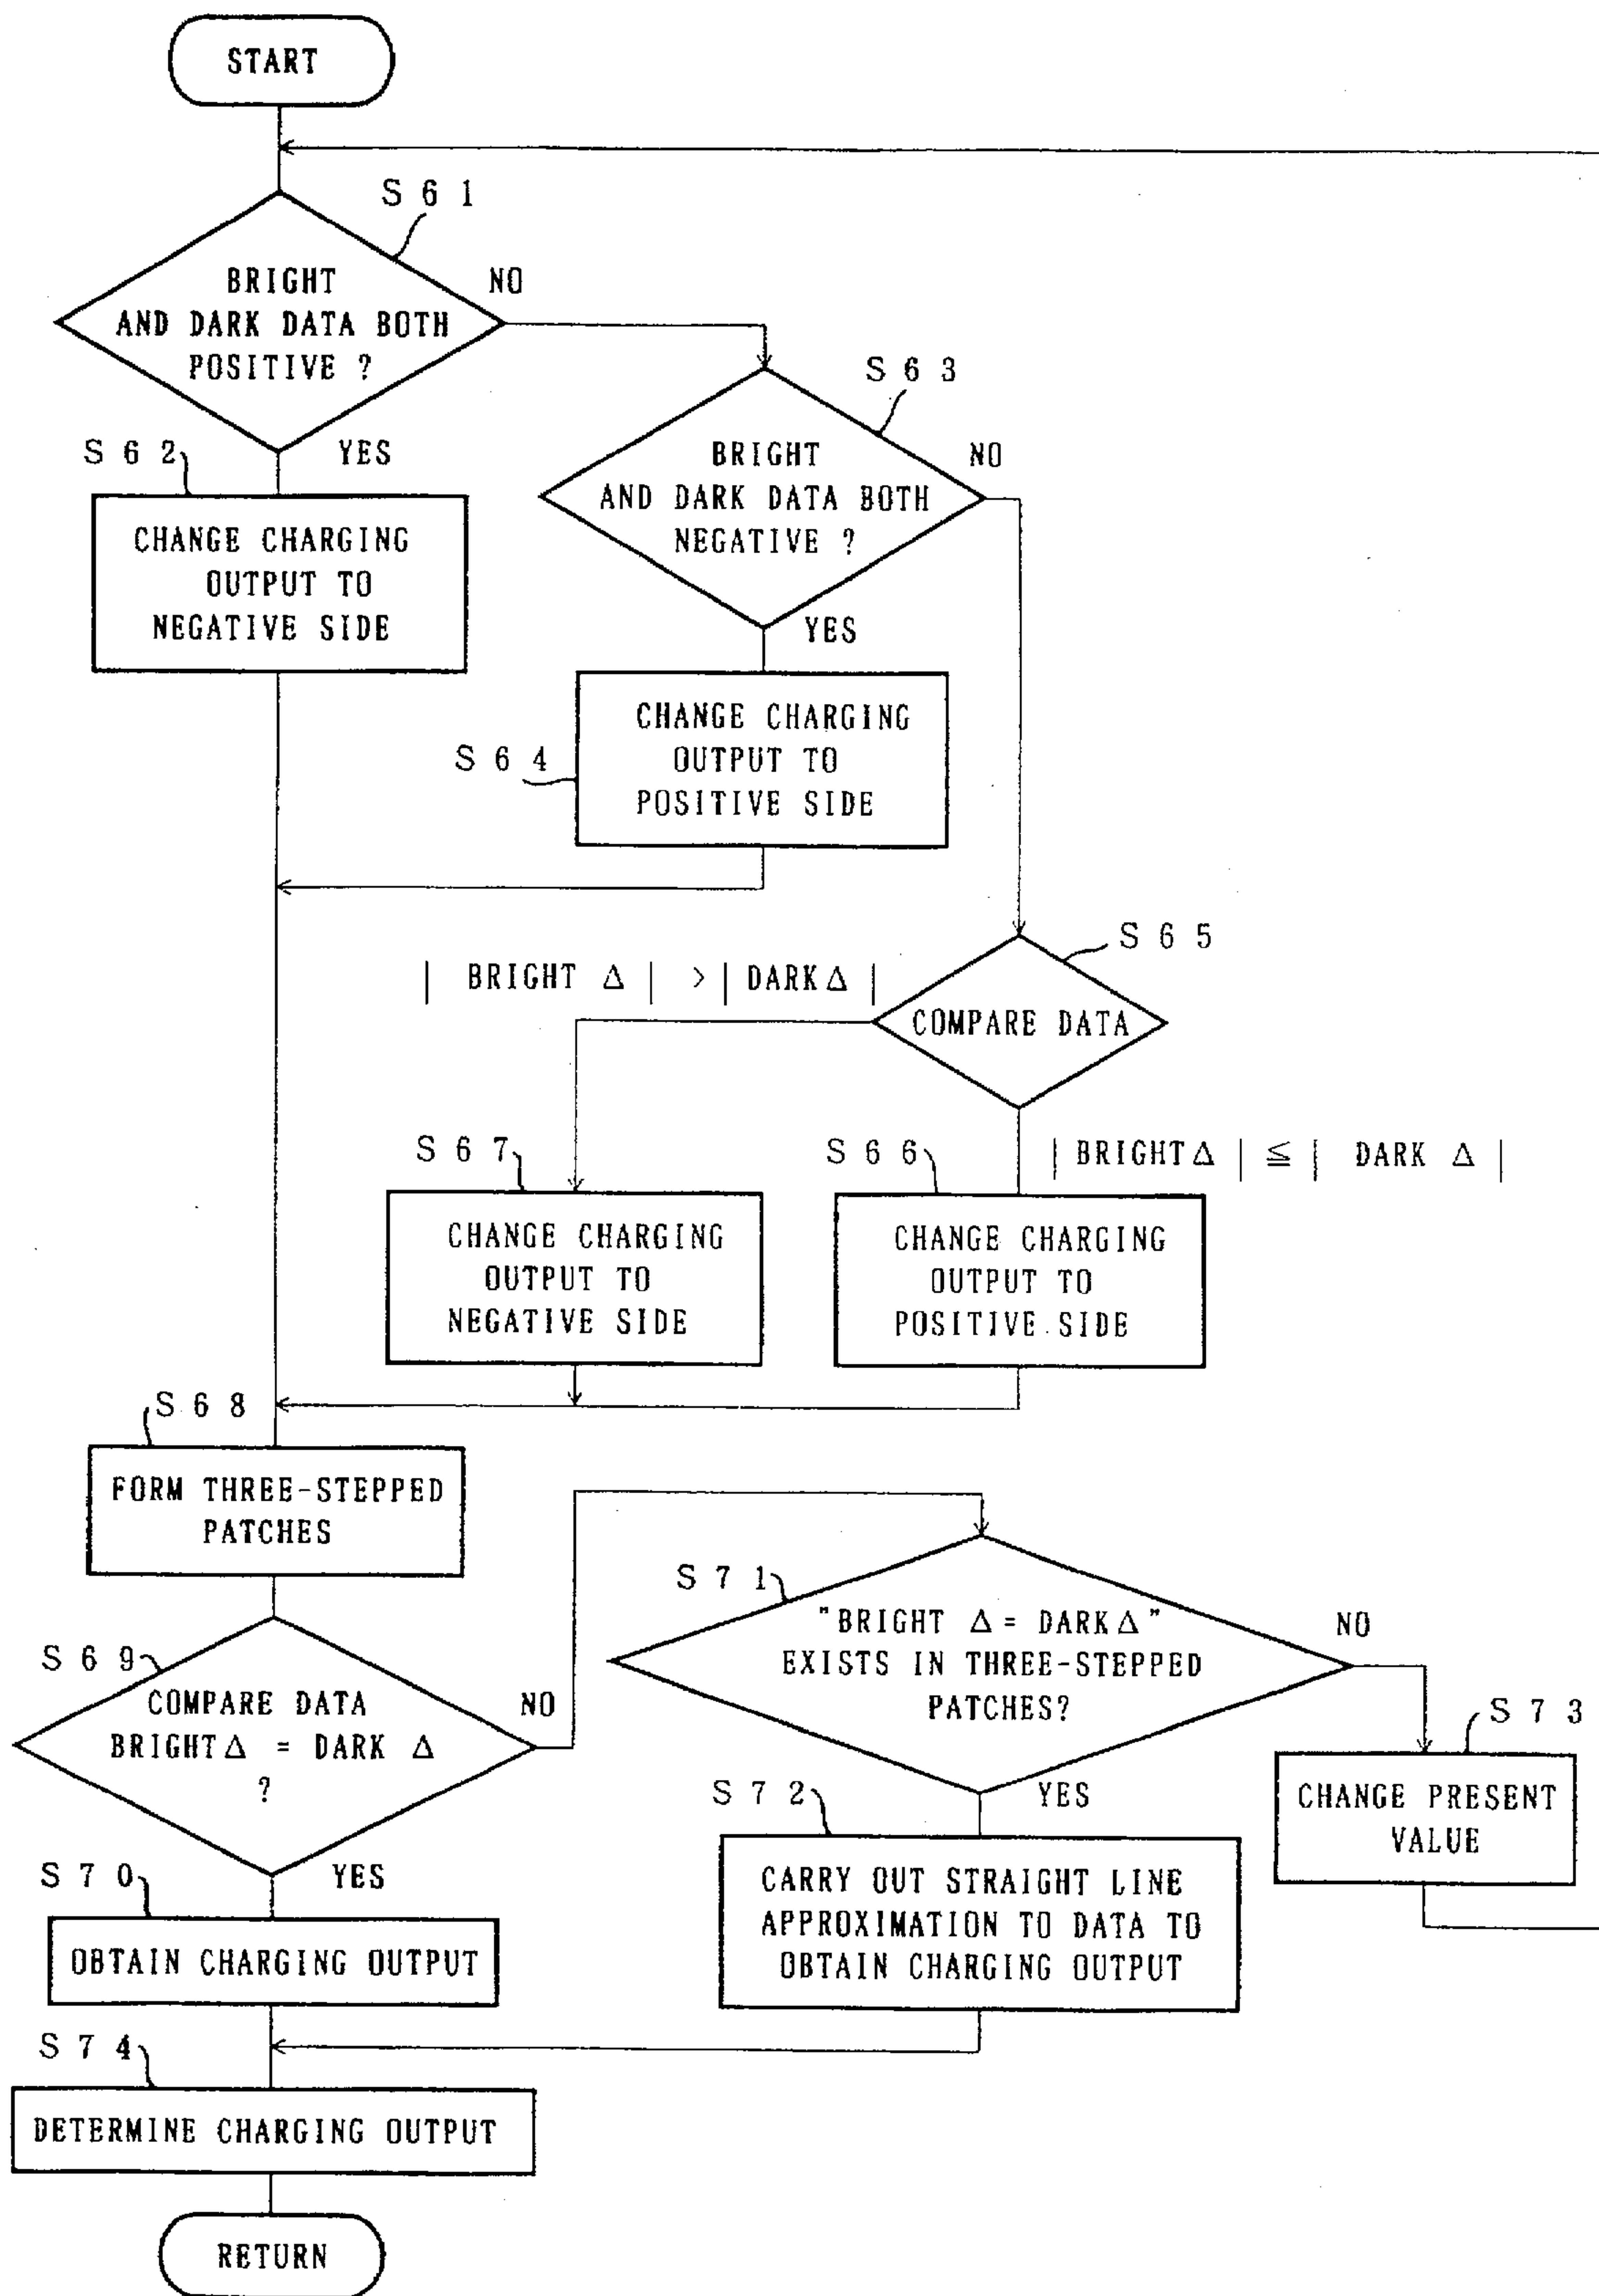 START
S 6 1
BRIGHT
AND DARK DATA BOTH
POSITIVE ?
NO
YES
S 6 2
CHANGE CHARGING
OUTPUT TO
NEGATIVE SIDE
S 6 3
BRIGHT
AND DARK DATA BOTH
NEGATIVE ?
NO
YES
S 6 4
CHANGE CHARGING
OUTPUT TO
POSITIVE SIDE
S 6 5
COMPARE DATA
| BRIGHT Δ | > | DARK Δ |
| BRIGHT Δ | ≦ | DARK Δ |
S 6 7
CHANGE CHARGING
OUTPUT TO
NEGATIVE SIDE
S 6 6
CHANGE CHARGING
OUTPUT TO
POSITIVE SIDE
S 6 8
FORM THREE-STEPPED
PATCHES
S 6 9
COMPARE DATA
BRIGHT Δ = DARK Δ
?
NO
YES
S 7 1
"BRIGHT Δ = DARK Δ"
EXISTS IN THREE-STEPPED
PATCHES?
NO
YES
S 7 3
CHANGE PRESENT
VALUE
S 7 2
CARRY OUT STRAIGHT LINE
APPROXIMATION TO DATA TO
OBTAIN CHARGING OUTPUT
S 7 0
OBTAIN CHARGING OUTPUT
S 7 4
DETERMINE CHARGING OUTPUT
RETURN